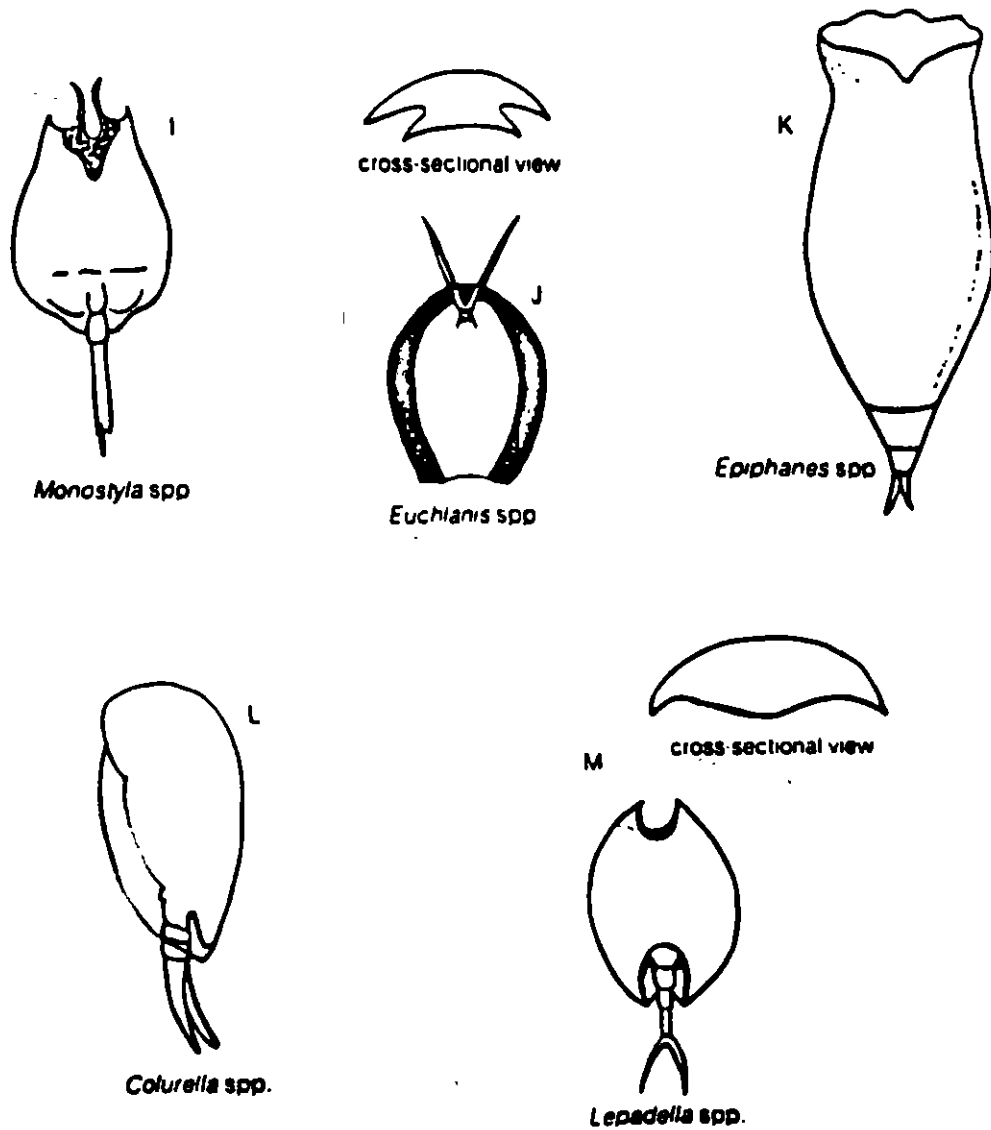 I
cross-sectional view
K
J
Monostyla spp
Euchlanis spp
Epiphanes spp
L
cross-sectional view
M
Colurella spp.
Lepadella spp.